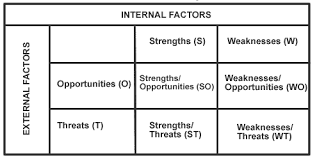 INTERNAL FACTORS
EXTERNAL FACTORS
Strengths (S)
Weaknesses (W)
Opportunities (O)
Strengths/
Opportunities (SO)
Weaknesses/
Opportunities (WO)
Threats (T)
Strengths/
Threats (ST)
Weaknesses/
Threats (WT)